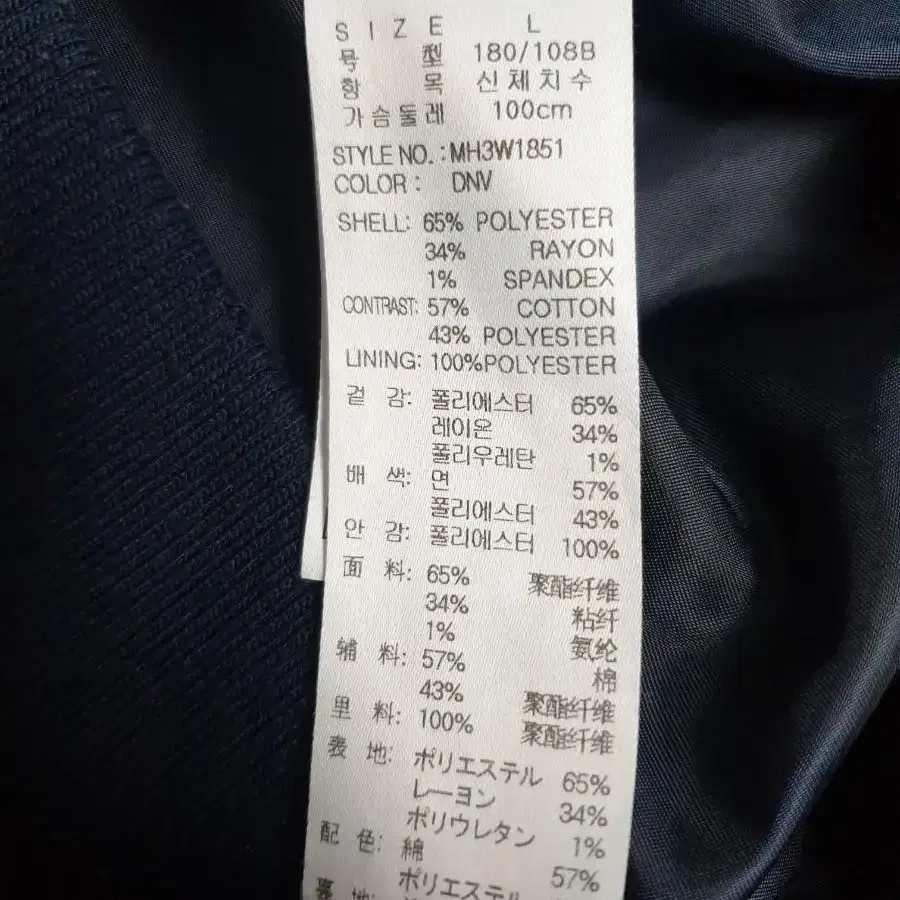 SIZE L
号 型 180/108B
항 목 신체치수
가슴둘레 100cm
STYLE NO.: MH3W1851
COLOR : DNV
SHELL: 65% POLYESTER
34% RAYON
1% SPANDEX
CONTRAST: 57% COTTON
43% POLYESTER
LINING: 100%POLYESTER
겉 감: 폴리에스터 65%
레이온 34%
폴리우레탄 1%
배 색: 면 57%
폴리에스터 43%
안 감: 폴리에스터 100%
面 料: 65% 聚酯纤维
34% 粘纤
1% 氨纶
辅 料: 57% 棉
43% 聚酯纤维
里 料: 100% 聚酯纤维
表 地: ポリエステル 65%
レーヨン 34%
ポリウレタン 1%
配 色: 綿 57%
ポリエステル